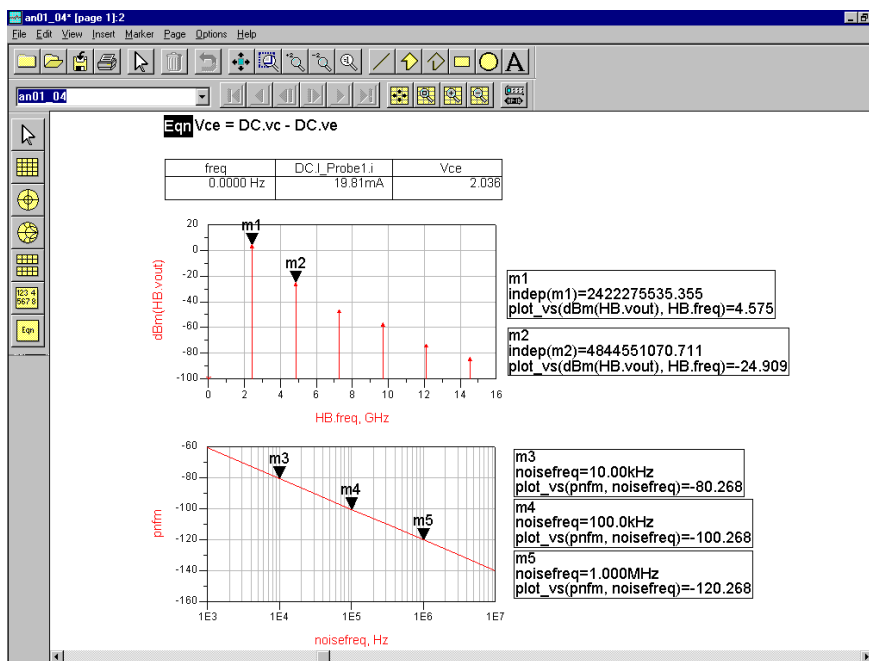 an01_04* [page 1]:2
File Edit View Insert Marker Page Options Help
an01_04
Eqn Vce = DC.vc - DC.ve
freq DC.I_Probe1.i Vce
0.0000 Hz 19.81mA 2.036
20
0
-20
-40
-60
-80
-100
dBm(HB.vout)
m1
m2
0 2 4 6 8 10 12 14 16
HB.freq, GHz
m1
indep(m1)=2422275535.355
plot_vs(dBm(HB.vout), HB.freq)=4.575
m2
indep(m2)=4844551070.711
plot_vs(dBm(HB.vout), HB.freq)=-24.909
-60
-80
-100
-120
-140
-160
pnfm
m3
m4
m5
1E3 1E4 1E5 1E6 1E7
noisefreq, Hz
m3
noisefreq=10.00kHz
plot_vs(pnfm, noisefreq)=-80.268
m4
noisefreq=100.0kHz
plot_vs(pnfm, noisefreq)=-100.268
m5
noisefreq=1.000MHz
plot_vs(pnfm, noisefreq)=-120.268
A
123 4
567 8
Eqn